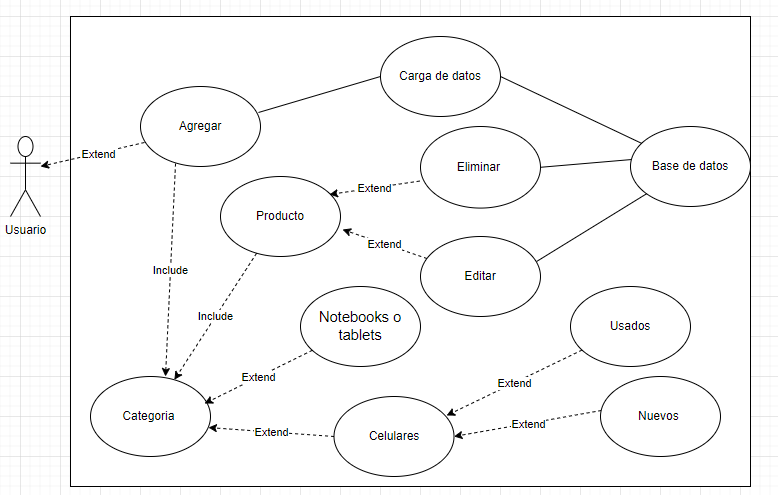 Carga de datos
Agregar
Extend
Usuario
Eliminar
Base de datos
Extend
Producto
Extend
Editar
Include
Include
Notebooks o
tablets
Usados
Extend
Extend
Categoria
Extend
Celulares
Extend
Nuevos